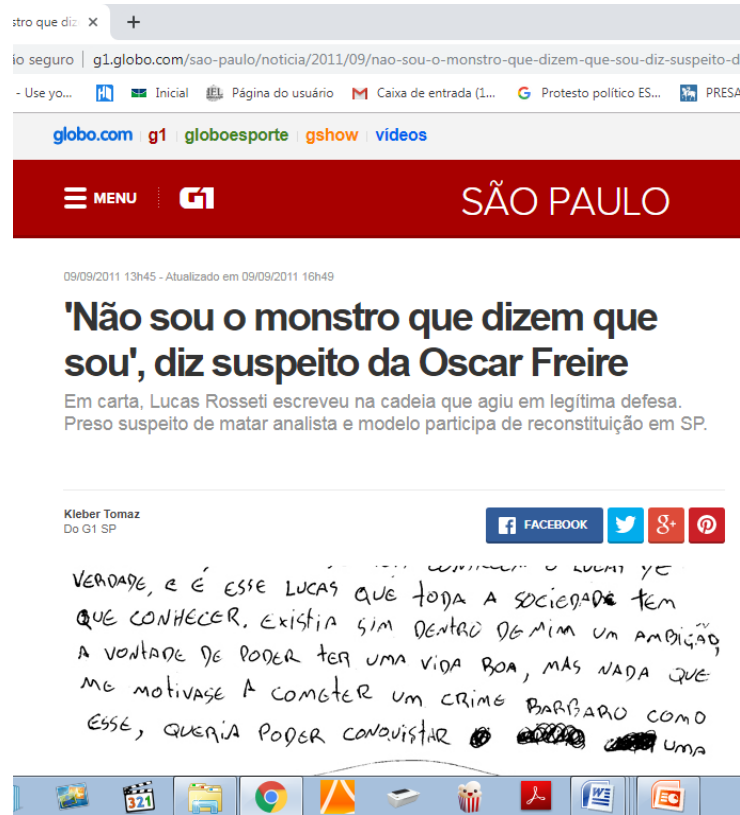 stro que diz × +
ão seguro | g1.globo.com/sao-paulo/noticia/2011/09/nao-sou-o-monstro-que-dizem-que-sou-diz-suspeito-d
- Use yo... Inicial Página do usuário Caixa de entrada (1... Protesto político ES... PRESA
globo.com g1 globoesporte gshow vídeos
MENU G1 SÃO PAULO
09/09/2011 13h45 - Atualizado em 09/09/2011 16h49
'Não sou o monstro que dizem que
sou', diz suspeito da Oscar Freire
Em carta, Lucas Rosseti escreveu na cadeia que agiu em legítima defesa.
Preso suspeito de matar analista e modelo participa de reconstituição em SP.
Kleber Tomaz
Do G1 SP
FACEBOOK g+
VERDADE, e É ESSE LUCAS QUE TODA A SOCIEDADE TEM
QUE CONHECER. EXISTIA SIM DENTRO DE MIM UM AMBIÇÃO,
A VONTADE DE PODER TER UMA VIDA BOA, MAS NADA QUE
ME MOTIVASE A COMETER UM CRIME BARBARO COMO
ESSE, QUERIA PODER CONQUISTAR UMA
321